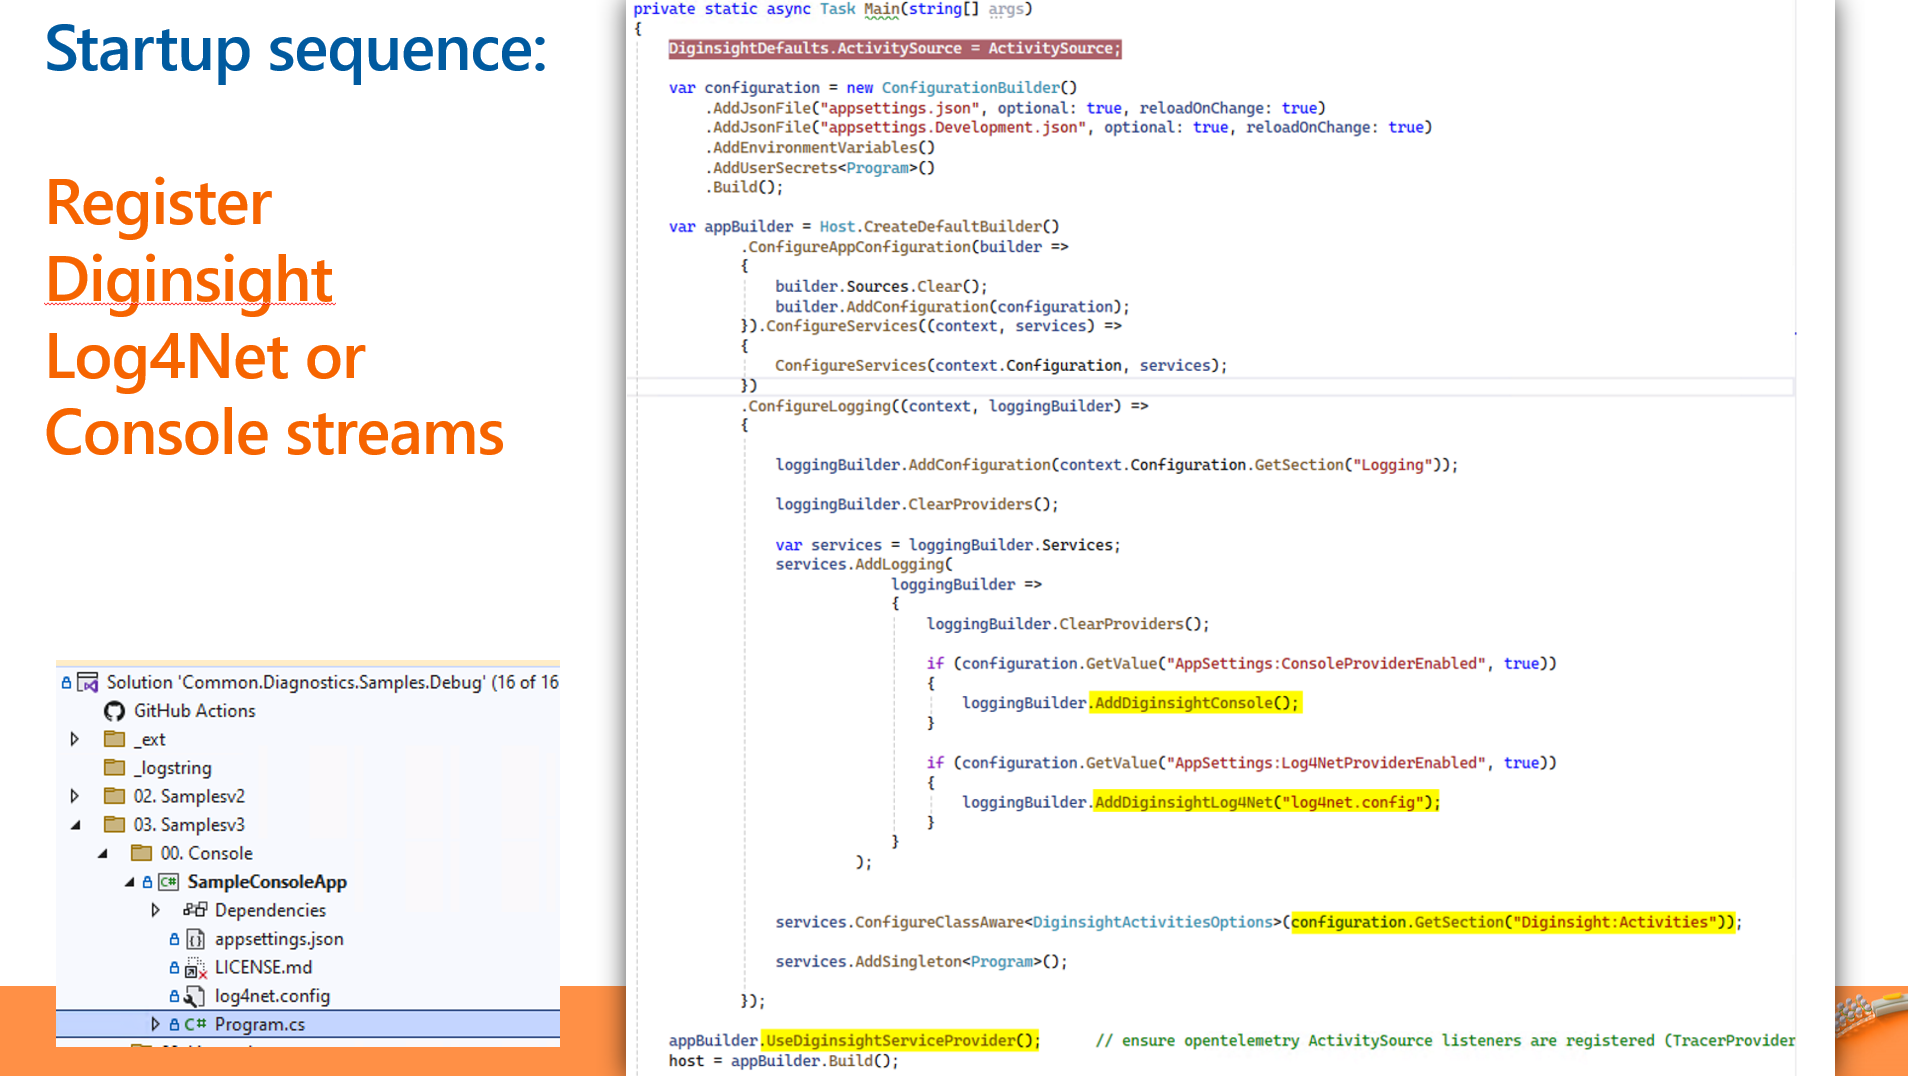 Startup sequence:
Register
Diginsight
Log4Net or
Console streams
Solution 'Common.Diagnostics.Samples.Debug' (16 of 16
GitHub Actions
_ext
_logstring
02. Samplesv2
03. Samplesv3
00. Console
SampleConsoleApp
Dependencies
appsettings.json
LICENSE.md
log4net.config
C# Program.cs
private static async Task Main(string[] args)
{
DiginsightDefaults.ActivitySource = ActivitySource;
var configuration = new ConfigurationBuilder()
.AddJsonFile("appsettings.json", optional: true, reloadOnChange: true)
.AddJsonFile("appsettings.Development.json", optional: true, reloadOnChange: true)
.AddEnvironmentVariables()
.AddUserSecrets<Program>()
.Build();
var appBuilder = Host.CreateDefaultBuilder()
.ConfigureAppConfiguration(builder =>
{
builder.Sources.Clear();
builder.AddConfiguration(configuration);
}).ConfigureServices((context, services) =>
{
ConfigureServices(context.Configuration, services);
})
.ConfigureLogging((context, loggingBuilder) =>
{
loggingBuilder.AddConfiguration(context.Configuration.GetSection("Logging"));
loggingBuilder.ClearProviders();
var services = loggingBuilder.Services;
services.AddLogging(
loggingBuilder =>
{
loggingBuilder.ClearProviders();
if (configuration.GetValue("AppSettings:ConsoleProviderEnabled", true))
{
loggingBuilder.AddDiginsightConsole();
}
if (configuration.GetValue("AppSettings:Log4NetProviderEnabled", true))
{
loggingBuilder.AddDiginsightLog4Net("log4net.config");
}
}
);
services.ConfigureClassAware<DiginsightActivitiesOptions>(configuration.GetSection("Diginsight:Activities"));
services.AddSingleton<Program>();
});
appBuilder.UseDiginsightServiceProvider(); // ensure opentelemetry ActivitySource listeners are registered (TracerProvider
host = appBuilder.Build();